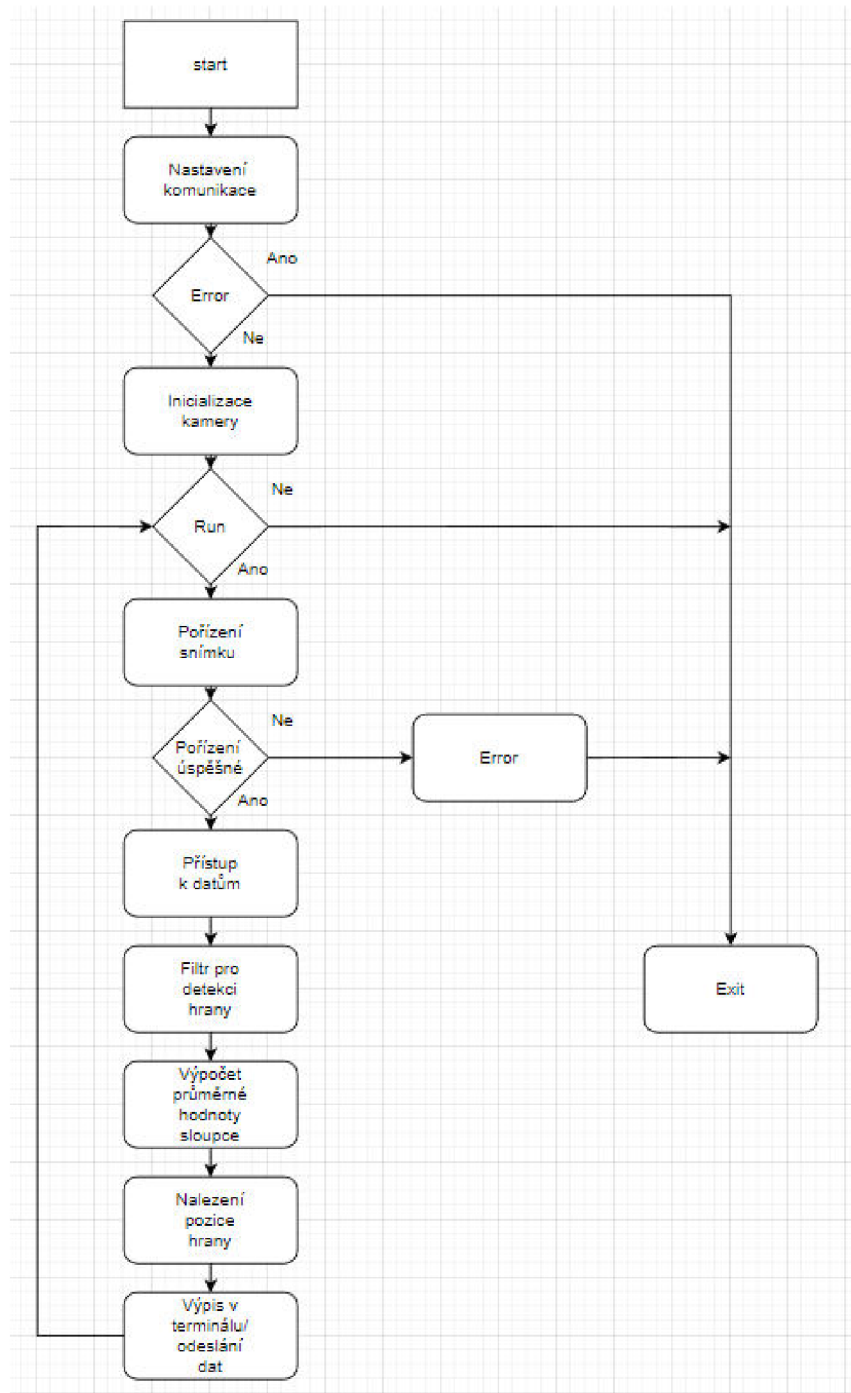 start
Nastavení
komunikace
Ano
Error
Ne
Inicializace
kamery
Ne
Run
Ano
Pořízení
snímku
Ne
Pořízení
úspěšné
Error
Ano
Přístup
k datům
Filtr pro
detekci
hrany
Exit
Výpočet
průměrné
hodnoty
sloupce
Nalezení
pozice
hrany
Výpis v
terminálu/
odeslání
dat